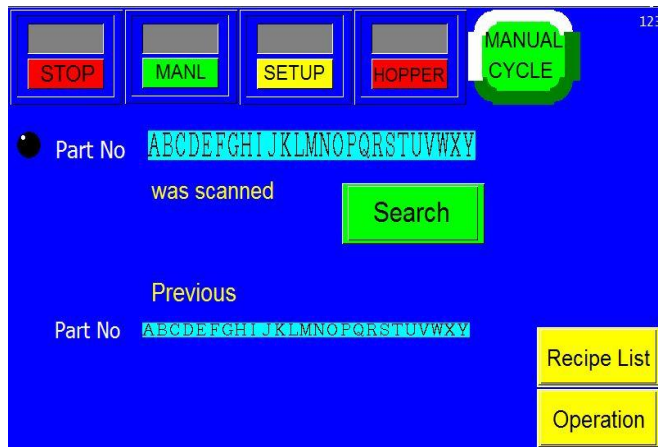 123
STOP
MANL
SETUP
HOPPER
MANUAL
CYCLE
Part No ABCDEFGHIJKLMNOPQRSTUVWXY
was scanned
Search
Previous
Part No ABCDEFGHIJKLMNOPQRSTUVWXY
Recipe List
Operation